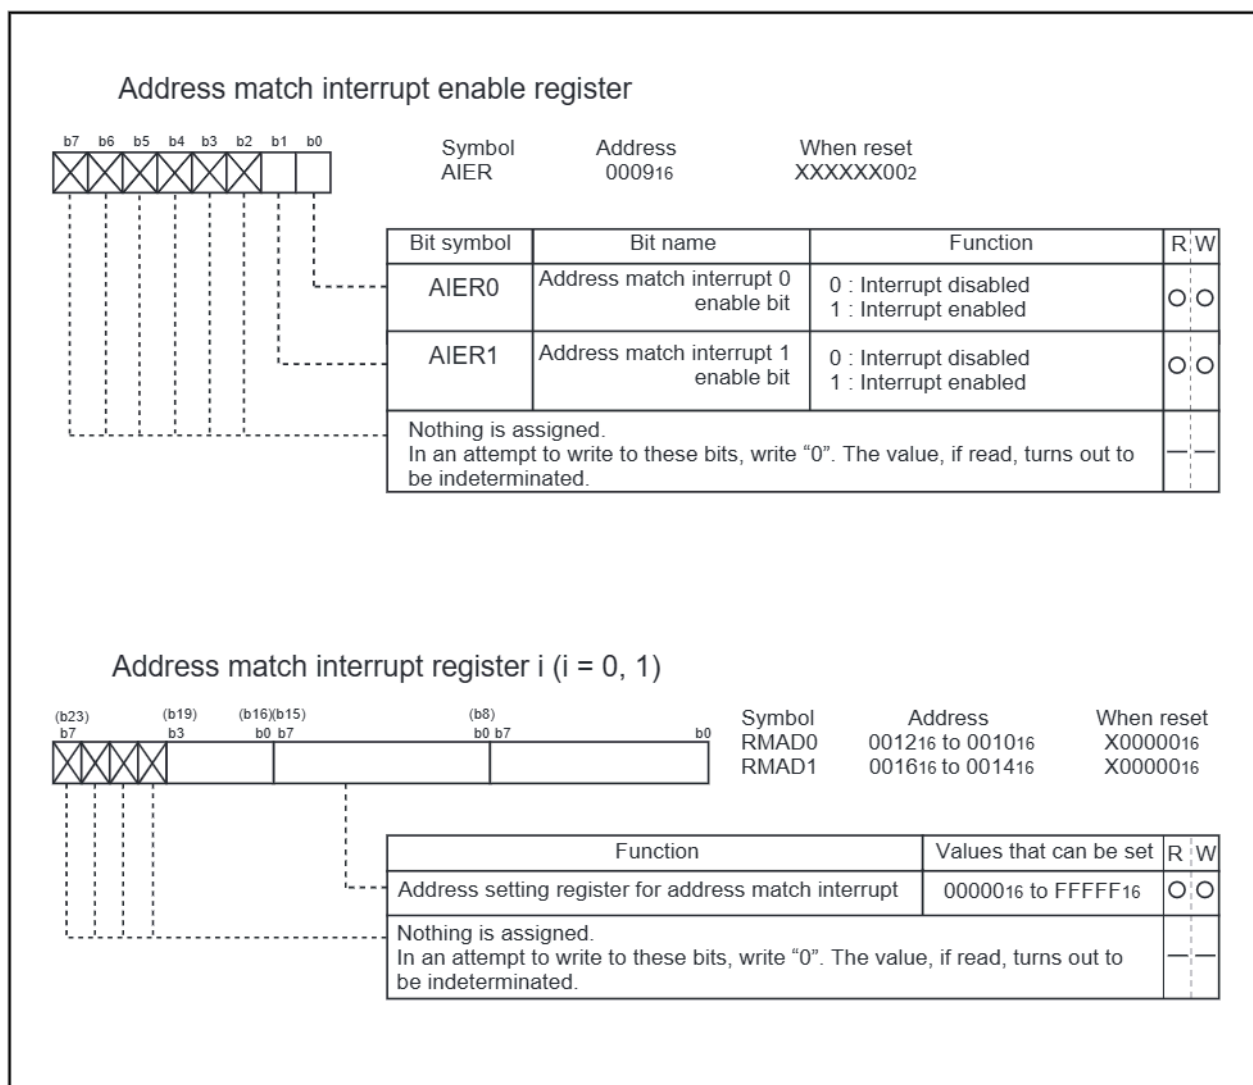 Address match interrupt enable register
b7 b6 b5 b4 b3 b2 b1 b0
Symbol Address When reset
AIER 000916 XXXXXX002
Bit symbol Bit name Function R W
AIER0 Address match interrupt 0 enable bit 0 : Interrupt disabled
1 : Interrupt enabled
AIER1 Address match interrupt 1 enable bit 0 : Interrupt disabled
1 : Interrupt enabled
Nothing is assigned.
In an attempt to write to these bits, write “0”. The value, if read, turns out to
be indeterminated.
Address match interrupt register i (i = 0, 1)
(b23) (b19) (b16)(b15) (b8)
b7 b3 b0 b7 b0 b7 b0
Symbol Address When reset
RMAD0 001216 to 001016 X0000016
RMAD1 001616 to 001416 X0000016
Function Values that can be set R W
Address setting register for address match interrupt 0000016 to FFFFF16
Nothing is assigned.
In an attempt to write to these bits, write “0”. The value, if read, turns out to
be indeterminated.